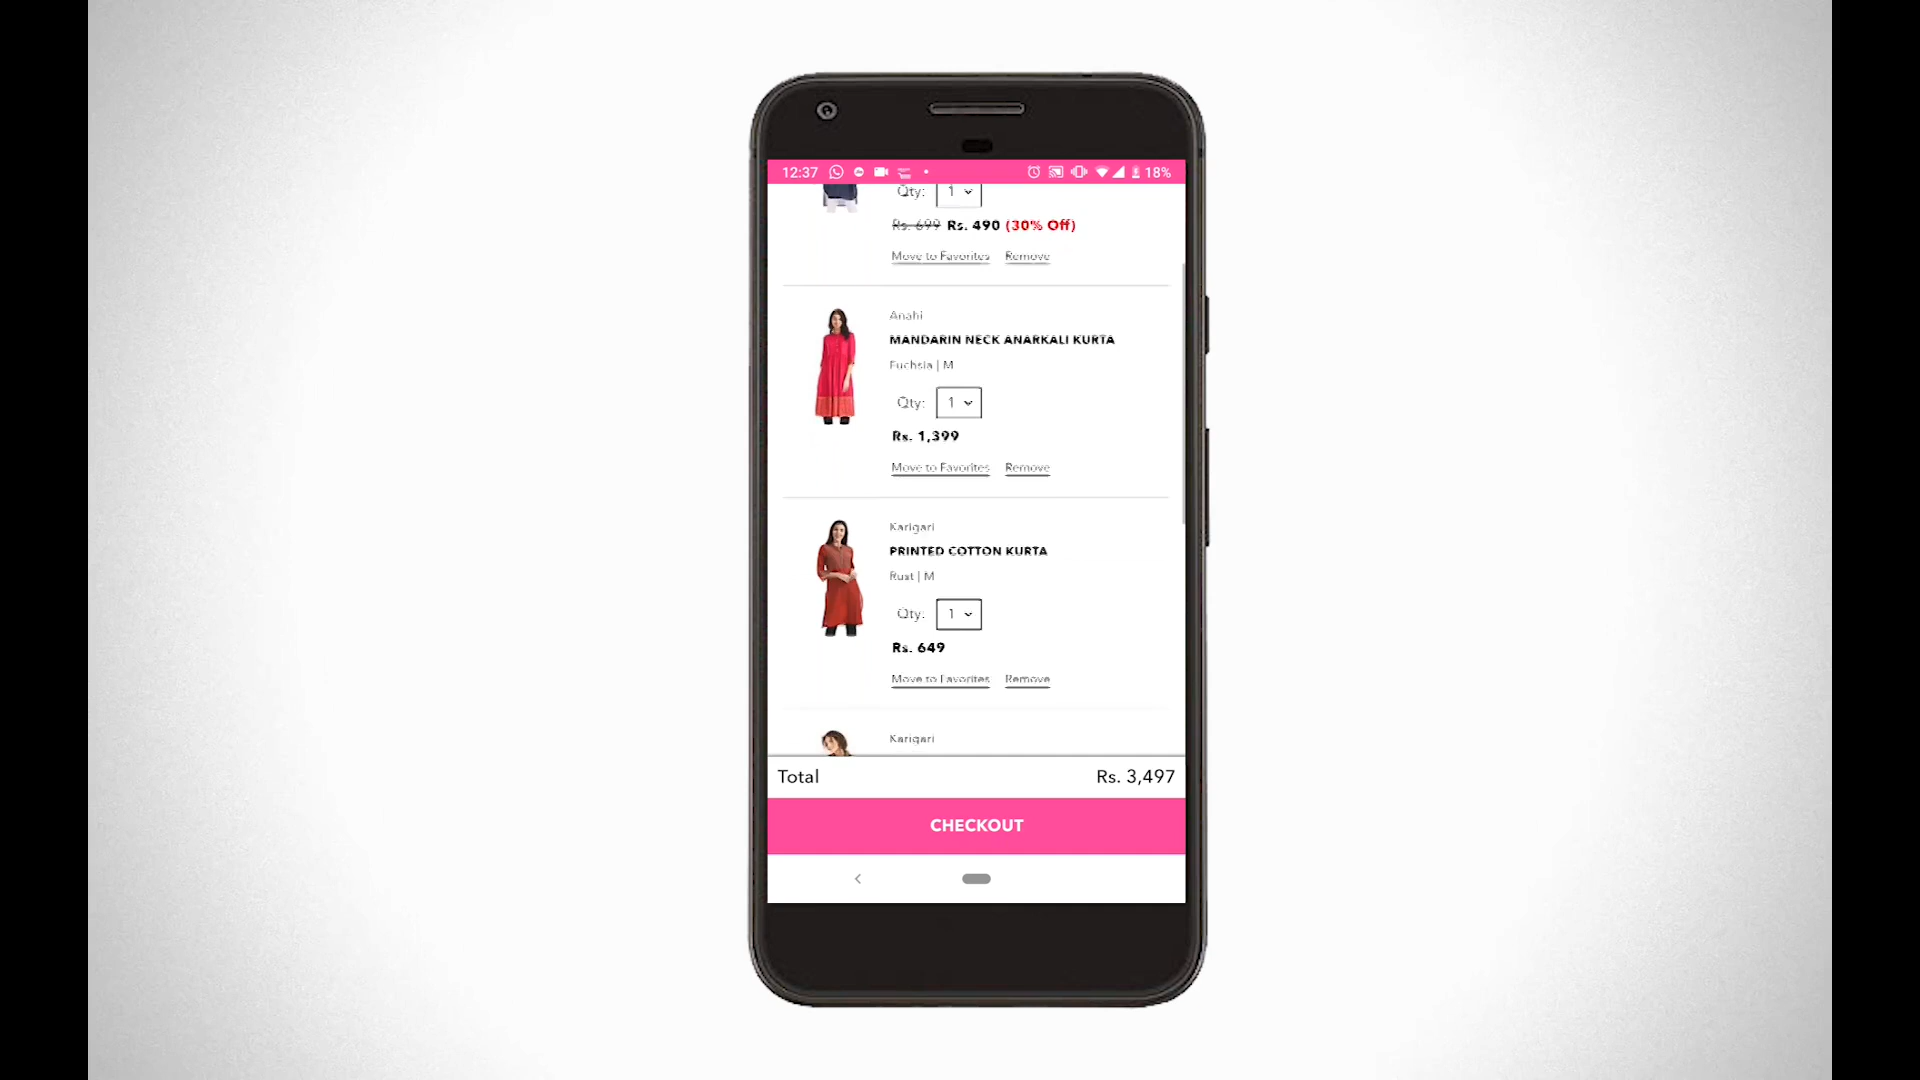 12:37 18%
Qty: 1
Rs. 699 Rs. 490 (30% Off)
Move to Favorites Remove
Anahi
MANDARIN NECK ANARKALI KURTA
Fuchsia | M
Qty: 1
Rs. 1,399
Move to Favorites Remove
Karigari
PRINTED COTTON KURTA
Rust | M
Qty: 1
Rs. 649
Move to Favorites Remove
Karigari
Total Rs. 3,497
CHECKOUT